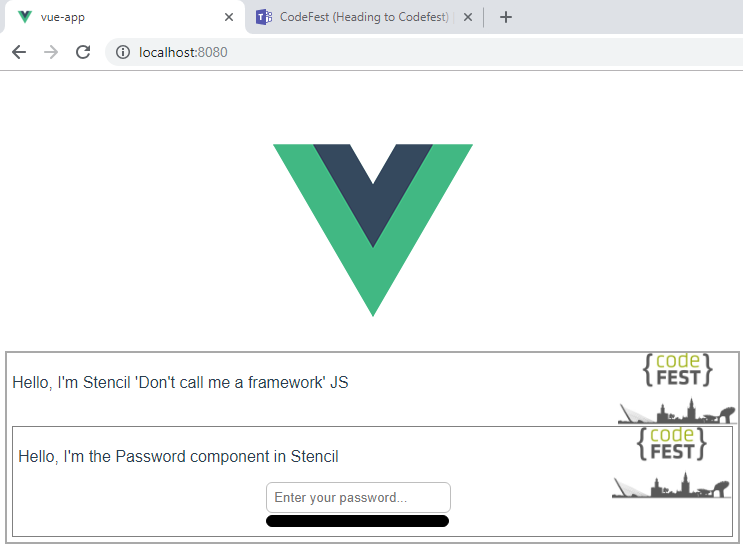 vue-app
CodeFest (Heading to Codefest)
localhost:8080
{code
FEST}
Hello, I'm Stencil 'Don't call me a framework' JS
{code
FEST}
Hello, I'm the Password component in Stencil
Enter your password...